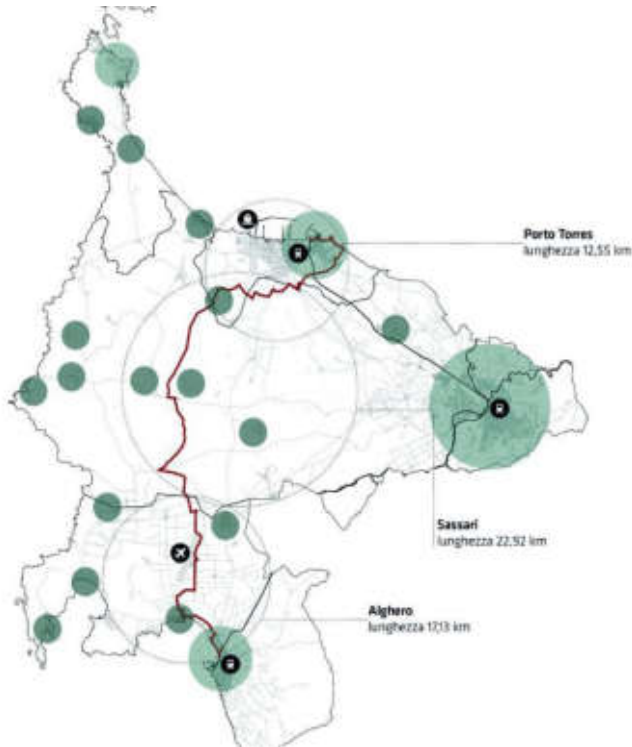 Porto Torres
lunghezza 12,55 km
Sassari
lunghezza 22,92 km
Alghero
lunghezza 17,13 km